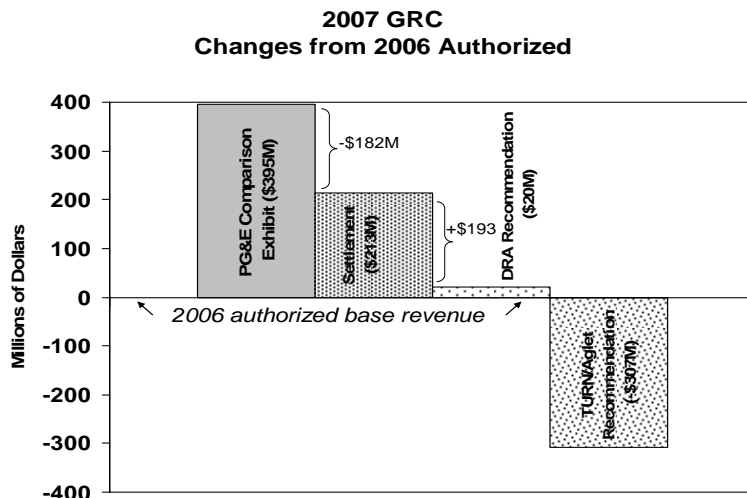 2007 GRC
Changes from 2006 Authorized
Millions of Dollars
400
300
200
100
0
-100
-200
-300
-400
PG&E Comparison
Exhibit ($395M)
-$182M
Settlement
($213M)
+$193
DRA Recommendation
($20M)
2006 authorized base revenue
TURN/Aglet
Recommendation
(-$307M)